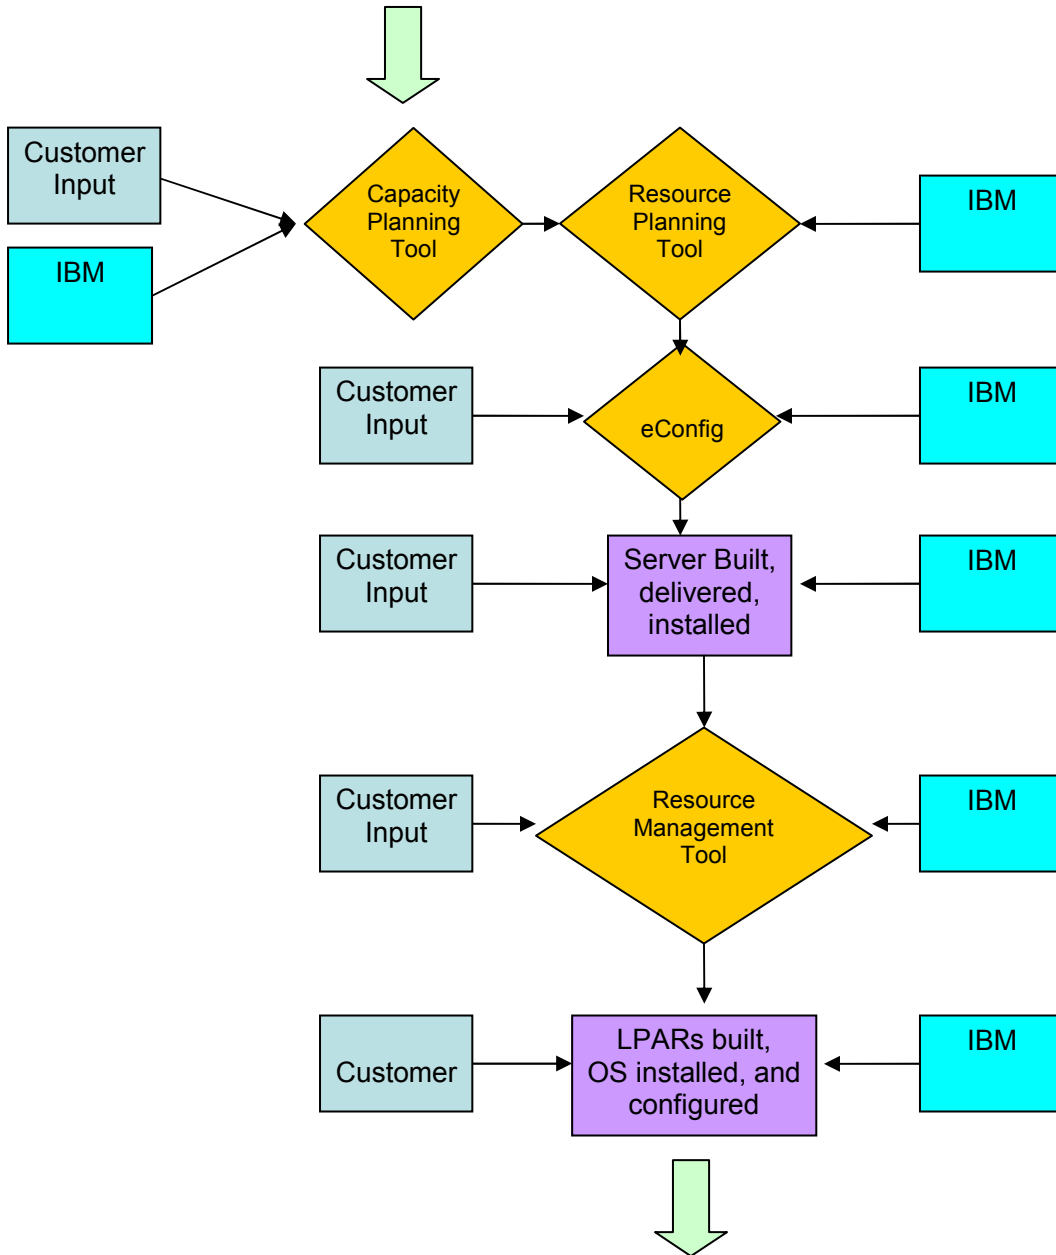 Customer
Input
IBM
Capacity
Planning
Tool
Resource
Planning
Tool
IBM
Customer
Input
eConfig
IBM
Customer
Input
Server Built,
delivered,
installed
IBM
Customer
Input
Resource
Management
Tool
IBM
Customer
LPARs built,
OS installed, and
configured
IBM